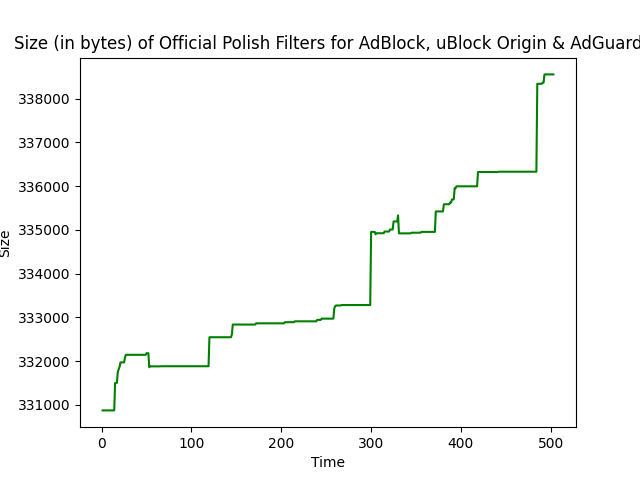 Size (in bytes) of Official Polish Filters for AdBlock, uBlock Origin & AdGuard
338000
337000
336000
335000
334000
333000
332000
331000
Size
0 100 200 300 400 500
Time